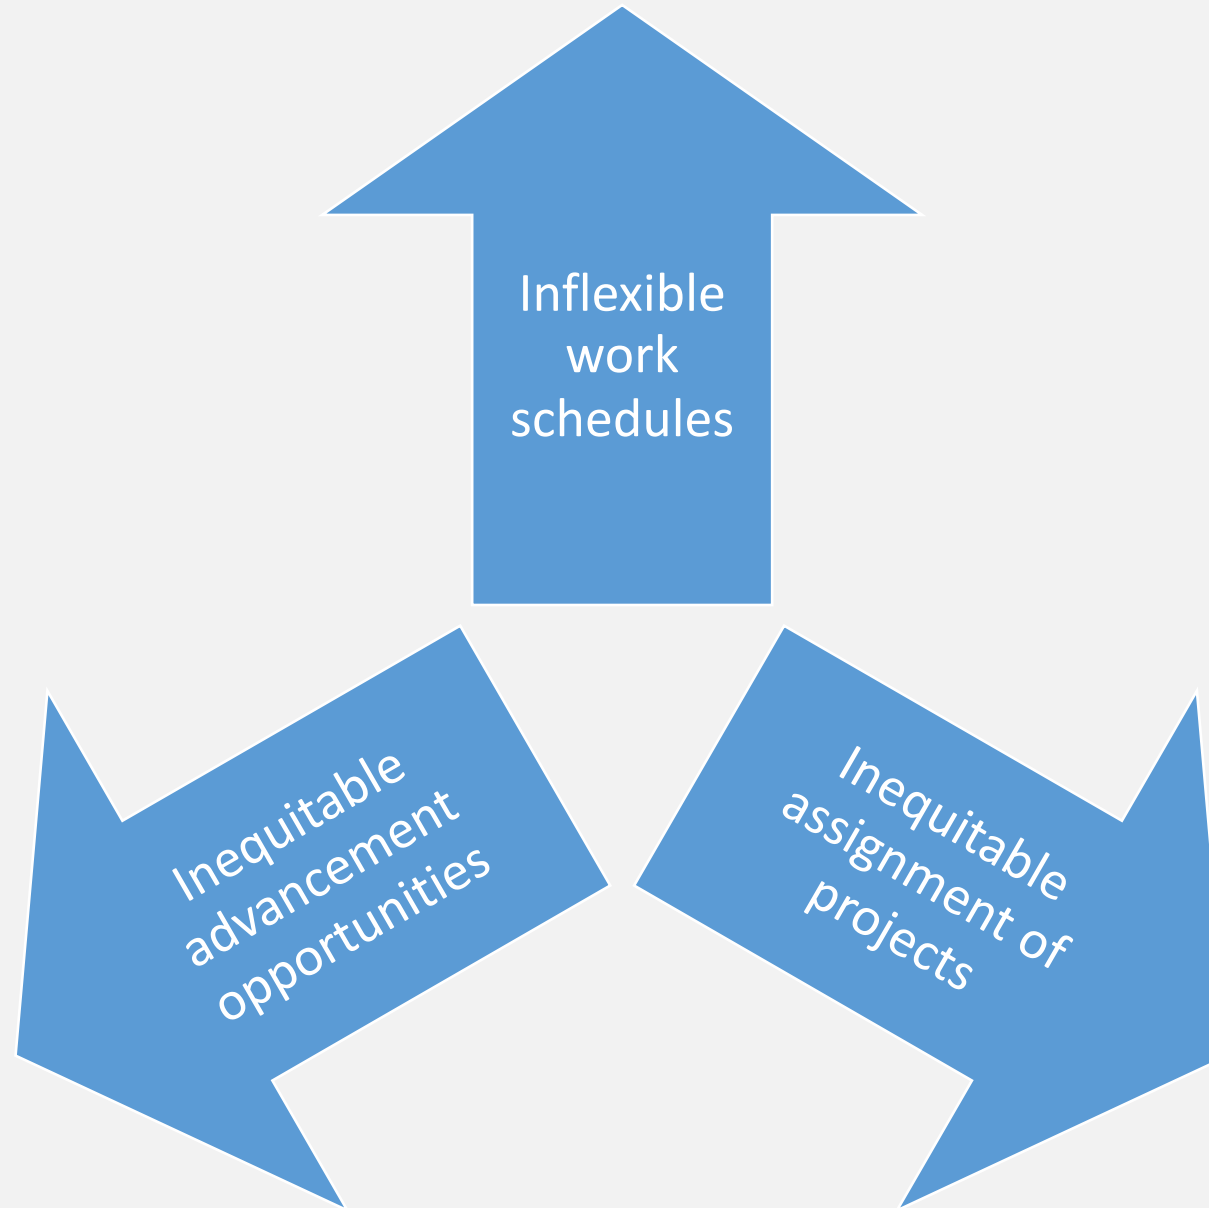 Inflexible
work
schedules
Inequitable
advancement
opportunities
Inequitable
assignment of
projects